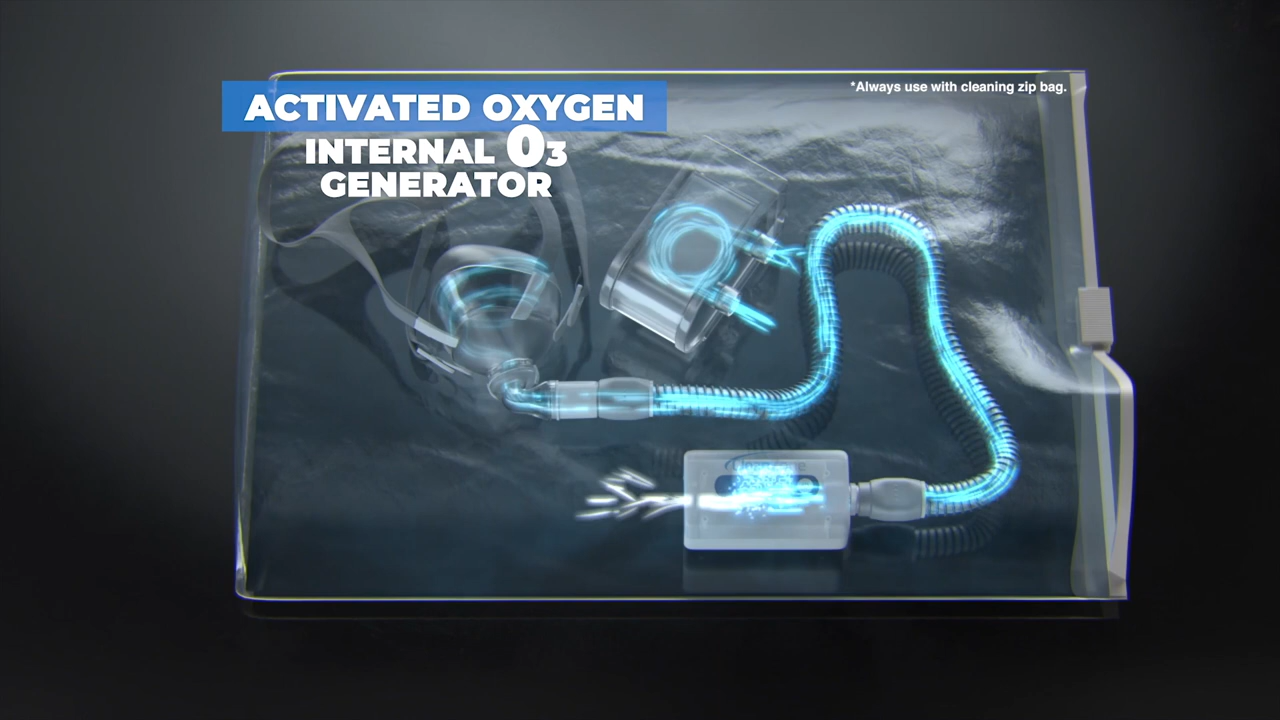 ACTIVATED OXYGEN
INTERNAL O3
GENERATOR
*Always use with cleaning zip bag.